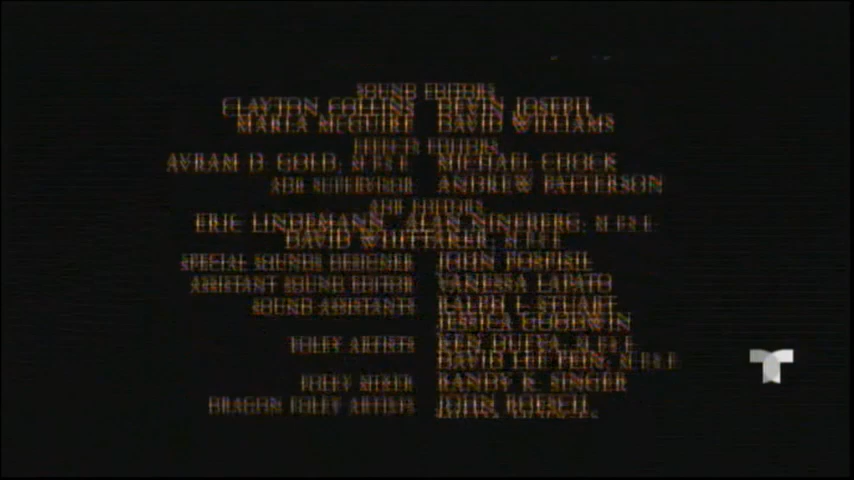 SOUND EDITORS
CLAYTON COLLINS DEVIN JOSEPH
MARLA McGUIRE DAVID WILLIAMS
EFFECTS EDITORS
AVRAM D. GOLD, M.P.S.E. MICHAEL CHOCK
ADR SUPERVISOR ANDREW PATTERSON
ADR EDITORS
ERIC LINDEMANN, ALAN NINEBERG, M.P.S.E.
DAVID WHITTAKER, M.P.S.E.
SPECIAL SOUNDS DESIGNER JOHN POSPISIL
ASSISTANT SOUND EDITOR VANESSA LAPATO
SOUND ASSISTANTS RALPH L. STUART
JESSICA GOODWIN
FOLEY ARTISTS KEN DUFVA, M.P.S.E.
DAVID LEE FEIN, M.P.S.E.
FOLEY MIXER RANDY K. SINGER
DRAGON FOLEY ARTISTS JOHN ROESCH